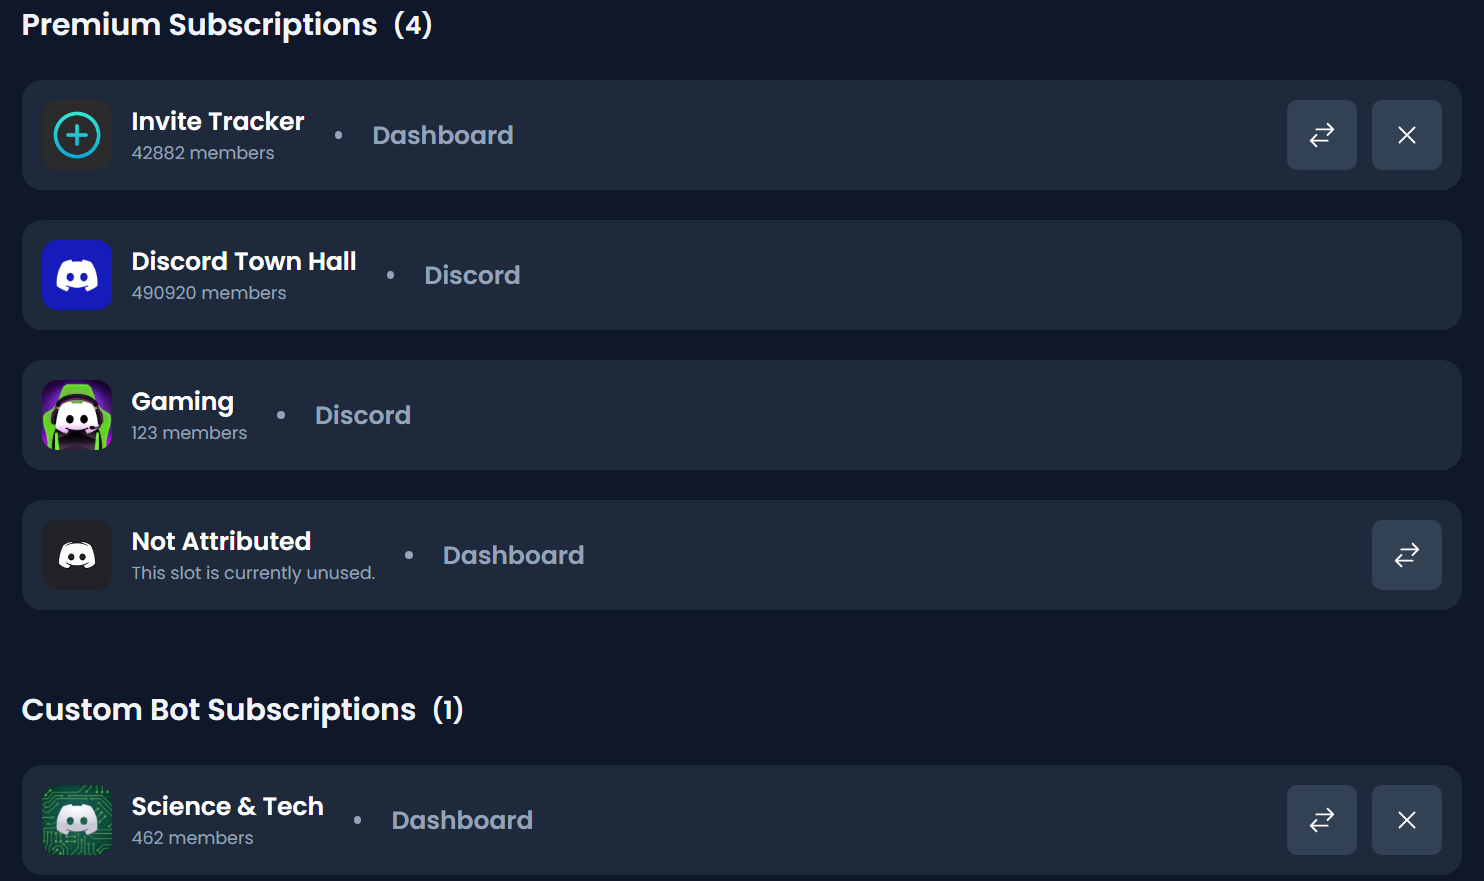 Premium Subscriptions (4)
Invite Tracker
42882 members
• Dashboard
Discord Town Hall
490920 members
• Discord
Gaming
123 members
• Discord
Not Attributed
This slot is currently unused.
• Dashboard
Custom Bot Subscriptions (1)
Science & Tech
462 members
• Dashboard